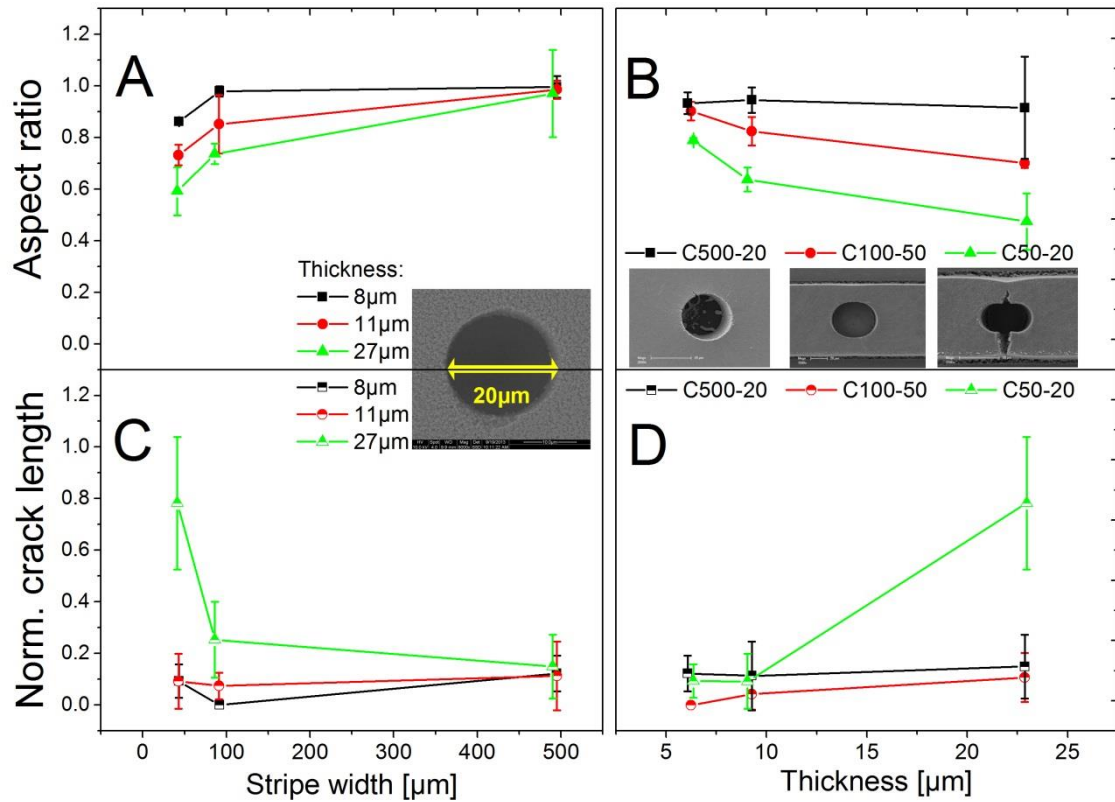 A
B
Aspect ratio
1.2
1.0
0.8
0.6
0.4
0.2
0.0
Thickness:
8µm
11µm
27µm
20µm
C500-20 C100-50 C50-20
C
D
Norm. crack length
1.2
1.0
0.8
0.6
0.4
0.2
0.0
8µm
11µm
27µm
C500-20 C100-50 C50-20
0 100 200 300 400 500
Stripe width [µm]
5 10 15 20 25
Thickness [µm]